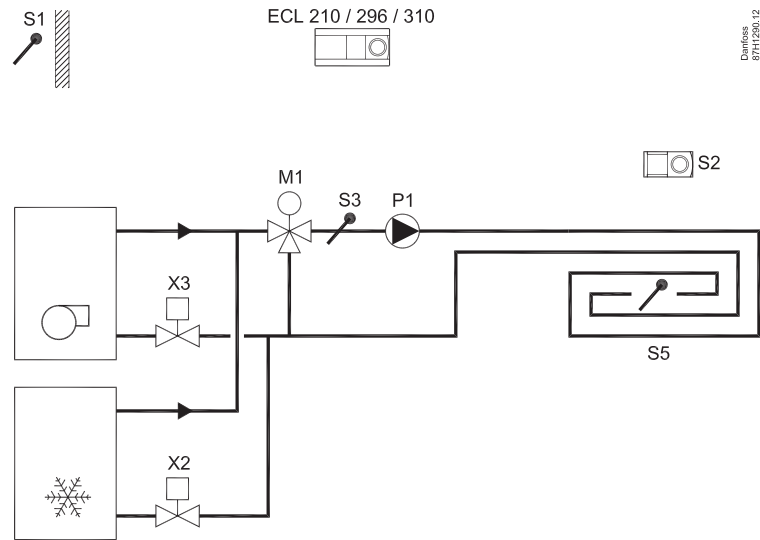 S1
ECL 210 / 296 / 310
Danfoss
87H1290.12
S2
M1
S3
P1
X3
S5
X2